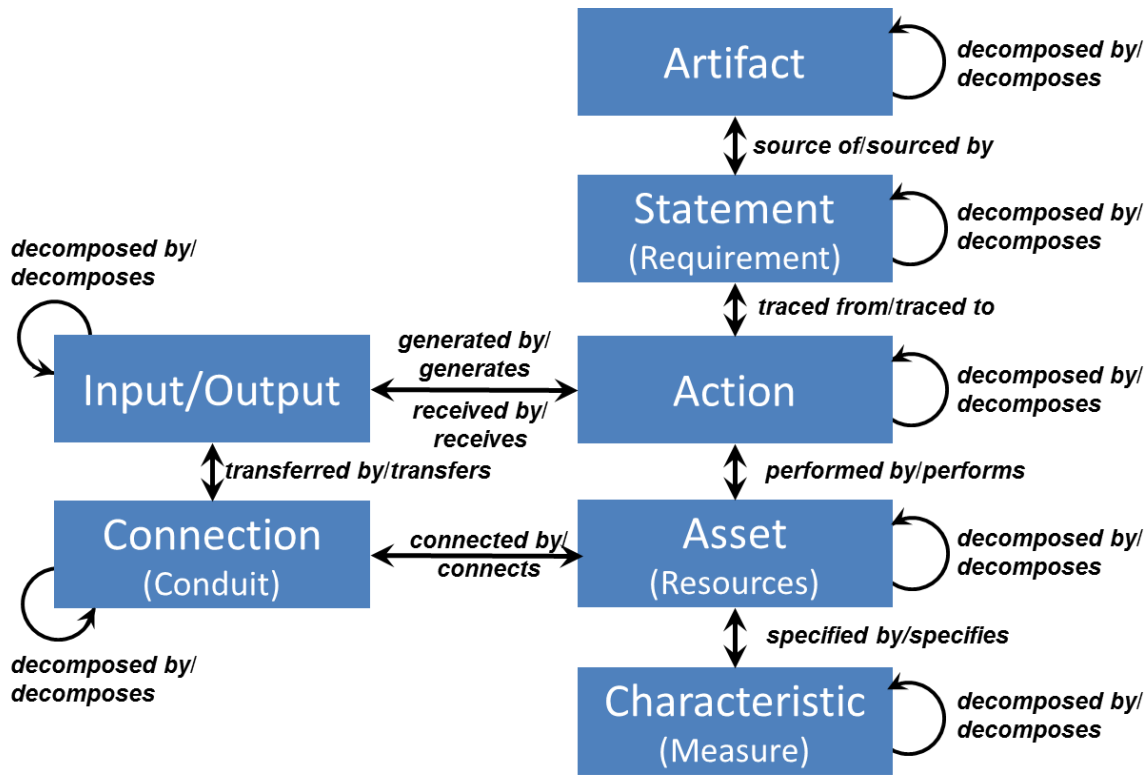 Artifact
decomposed by/
decomposes
source of/sourced by
Statement
(Requirement)
decomposed by/
decomposes
decomposed by/
decomposes
traced from/traced to
Input/Output
generated by/
generates
received by/
receives
Action
decomposed by/
decomposes
transferred by/transfers
performed by/performs
Connection
(Conduit)
connected by/
connects
Asset
(Resources)
decomposed by/
decomposes
decomposed by/
decomposes
specified by/specifies
Characteristic
(Measure)
decomposed by/
decomposes